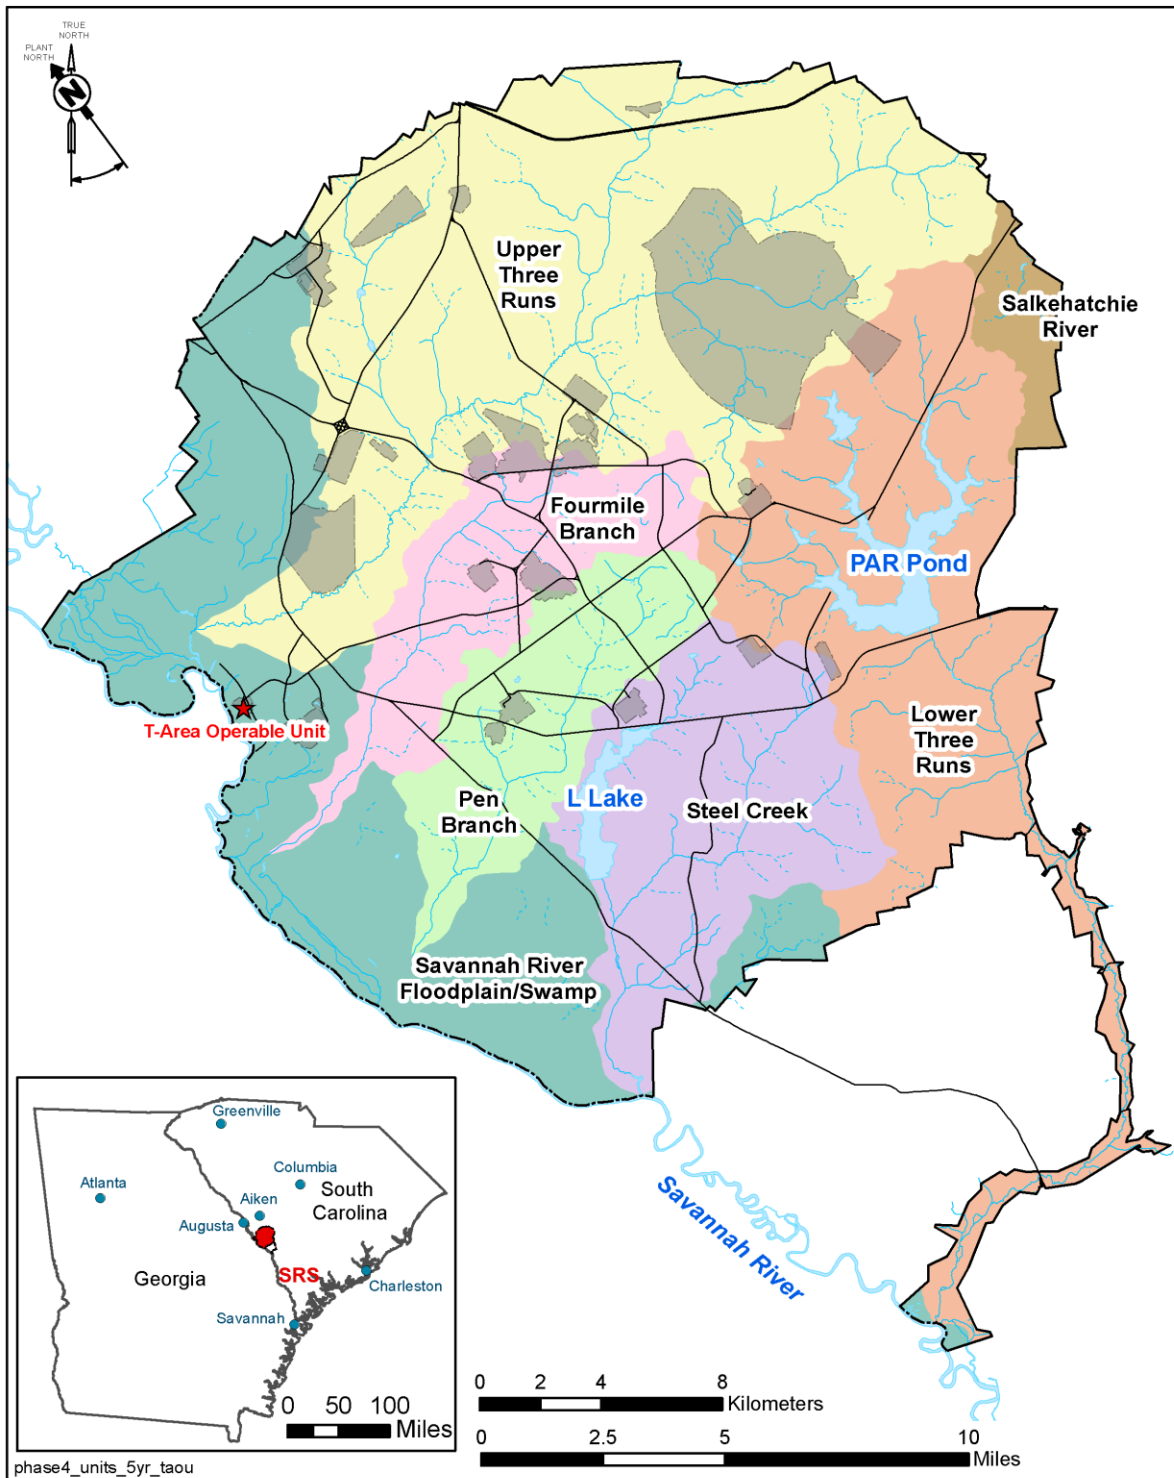 TRUE
NORTH
PLANT
NORTH
N
Upper
Three
Runs
Salkehatchie
River
Fourmile
Branch
PAR Pond
T-Area Operable Unit
Lower
Three
Runs
Pen
Branch
L Lake
Steel Creek
Savannah River
Floodplain/Swamp
Savannah River
Greenville
Atlanta
Columbia
South
Carolina
Aiken
Augusta
Georgia
SRS
Charleston
Savannah
0 50 100
Miles
0 2 4 8
Kilometers
0 2.5 5 10
Miles
phase4_units_5yr_taou